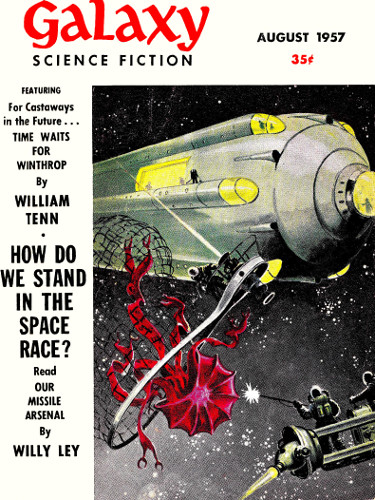 Galaxy
SCIENCE FICTION
AUGUST 1957
35¢
FEATURING
For Castaways
in the Future...
TIME WAITS
FOR
WINTHROP
By
WILLIAM
TENN
•
HOW DO
WE STAND
IN THE
SPACE
RACE?
Read
OUR
MISSILE
ARSENAL
By
WILLY LEY